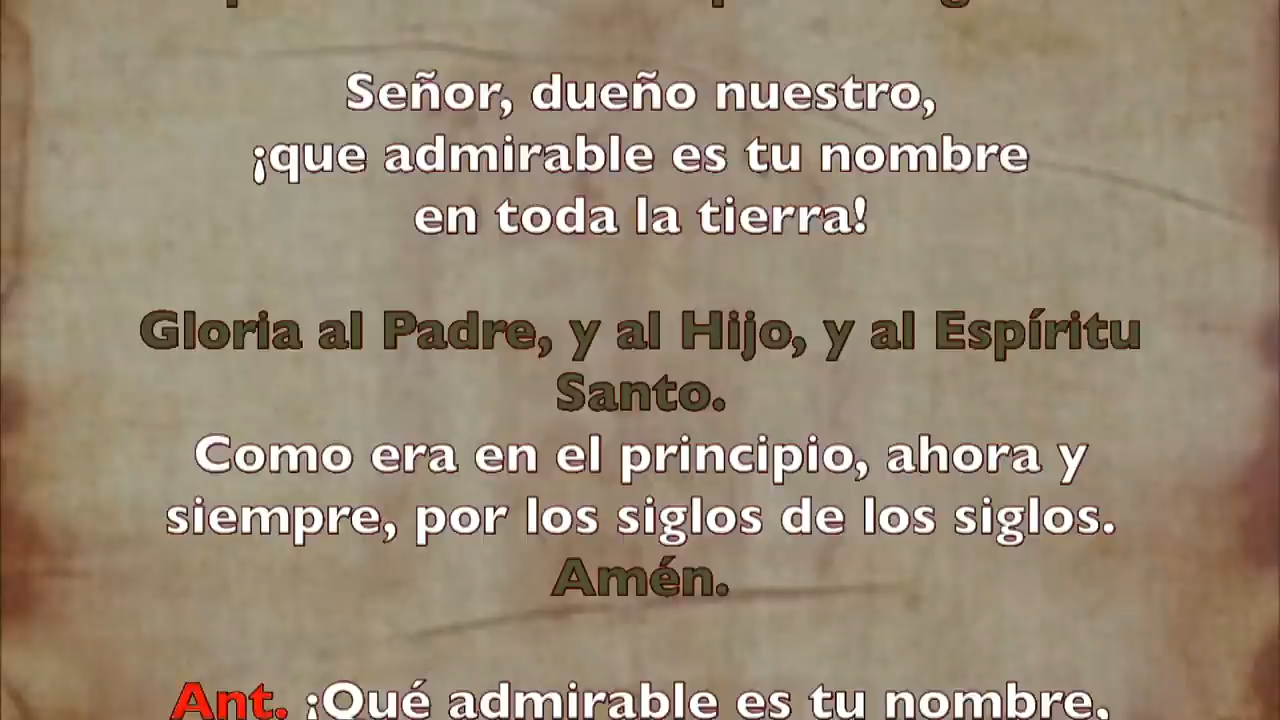 Señor, dueño nuestro,
¡que admirable es tu nombre
en toda la tierra!
Gloria al Padre, y al Hijo, y al Espíritu
Santo.
Como era en el principio, ahora y
siempre, por los siglos de los siglos.
Amén.
Ant. ¡Qué admirable es tu nombre,